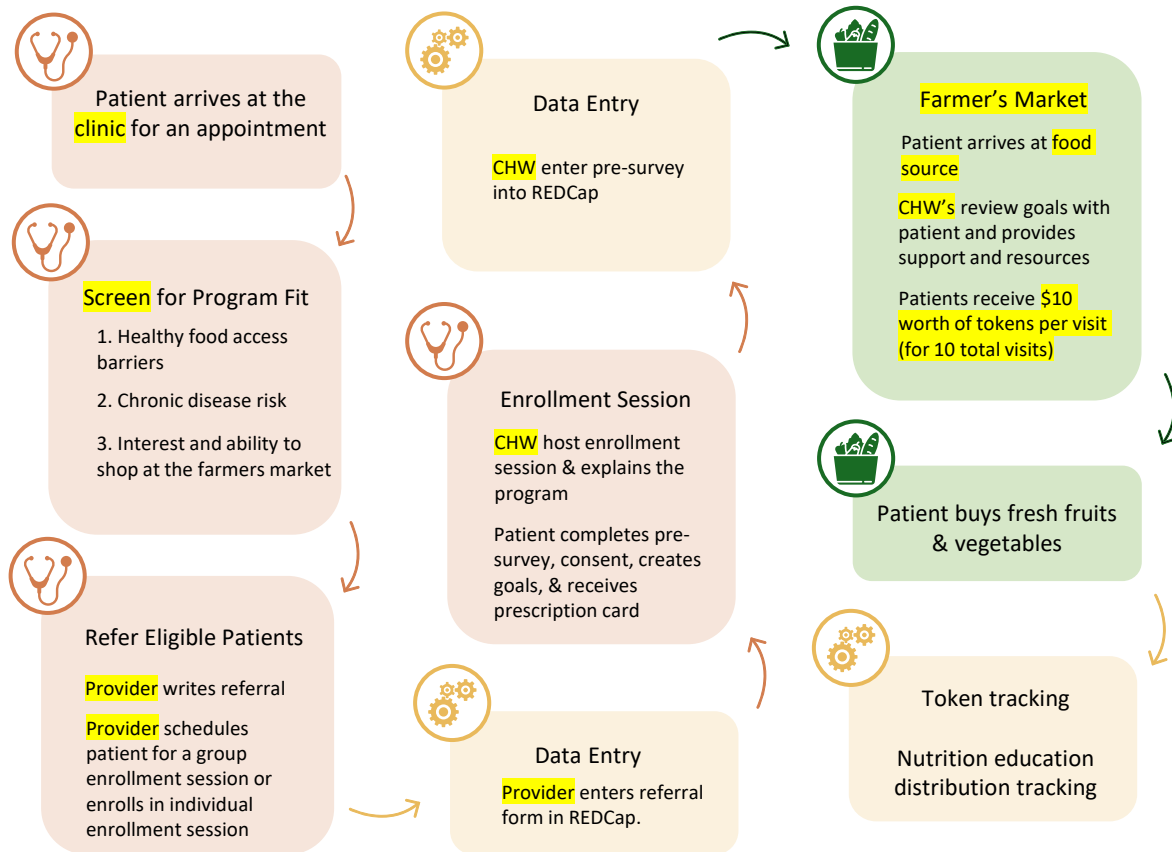 Patient arrives at the
clinic for an appointment
Screen for Program Fit
1. Healthy food access
barriers
2. Chronic disease risk
3. Interest and ability to
shop at the farmers market
Refer Eligible Patients
Provider writes referral
Provider schedules
patient for a group
enrollment session or
enrolls in individual
enrollment session
Data Entry
Provider enters referral
form in REDCap.
Enrollment Session
CHW host enrollment
session & explains the
program
Patient completes pre-
survey, consent, creates
goals, & receives
prescription card
Data Entry
CHW enter pre-survey
into REDCap
Farmer’s Market
Patient arrives at food
source
CHW’s review goals with
patient and provides
support and resources
Patients receive $10
worth of tokens per visit
(for 10 total visits)
Patient buys fresh fruits
& vegetables
Token tracking
Nutrition education
distribution tracking